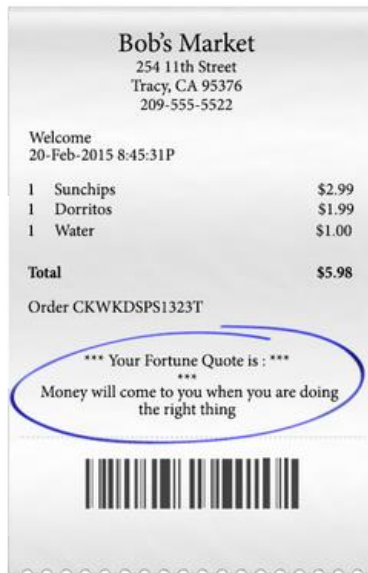 Bob's Market
254 11th Street
Tracy, CA 95376
209-555-5522
Welcome
20-Feb-2015 8:45:31P
1 Sunchips $2.99
1 Dorritos $1.99
1 Water $1.00
Total $5.98
Order CKWKDSPS1323T
*** Your Fortune Quote is : ***
***
Money will come to you when you are doing
the right thing